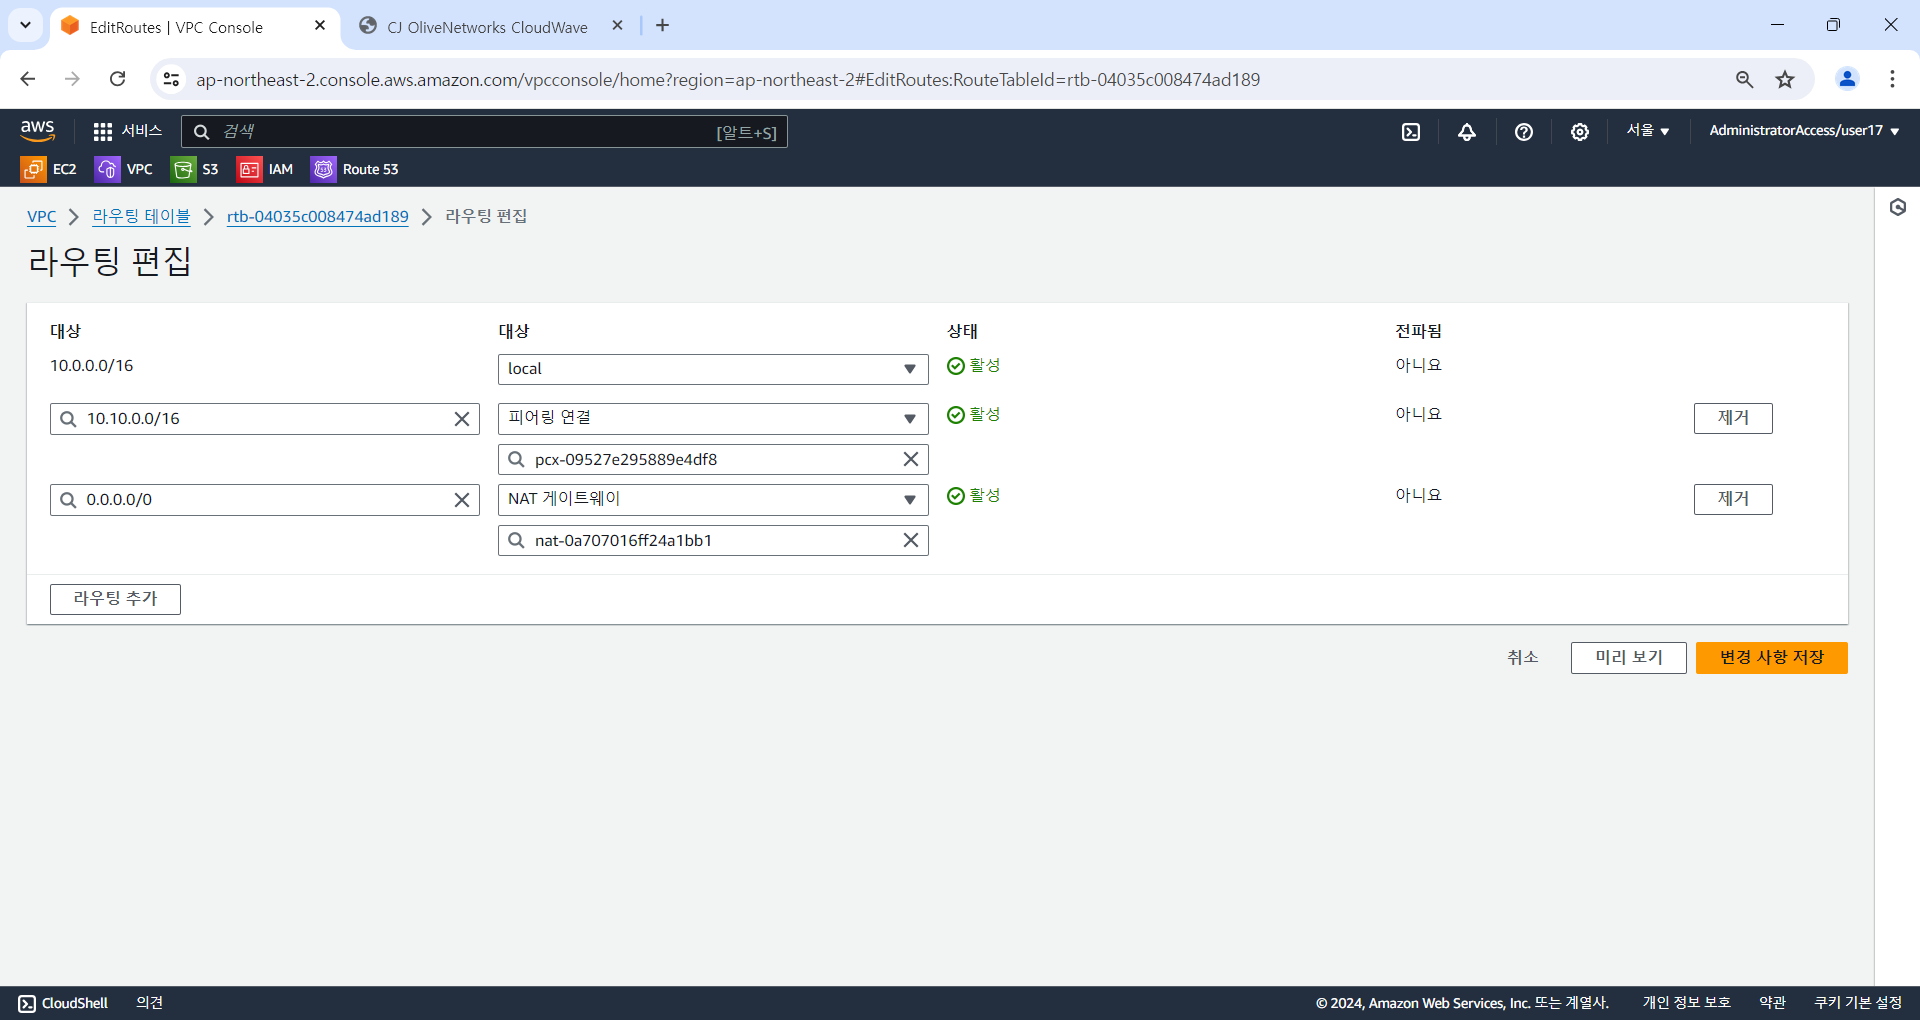 EditRoutes | VPC Console
CJ OliveNetworks CloudWave
ap-northeast-2.console.aws.amazon.com/vpcconsole/home?region=ap-northeast-2#EditRoutes:RouteTableId=rtb-04035c008474ad189
aws
서비스
검색
[알트+S]
서울
AdministratorAccess/user17
EC2
VPC
S3
IAM
Route 53
VPC
라우팅 테이블
rtb-04035c008474ad189
라우팅 편집
라우팅 편집
대상 대상 상태 전파됨
10.0.0.0/16 local 활성 아니요
10.10.0.0/16 피어링 연결 활성 아니요 제거
pcx-09527e295889e4df8
0.0.0.0/0 NAT 게이트웨이 활성 아니요 제거
nat-0a707016ff24a1bb1
라우팅 추가
취소 미리 보기 변경 사항 저장
CloudShell 의견 © 2024, Amazon Web Services, Inc. 또는 계열사. 개인 정보 보호 약관 쿠키 기본 설정